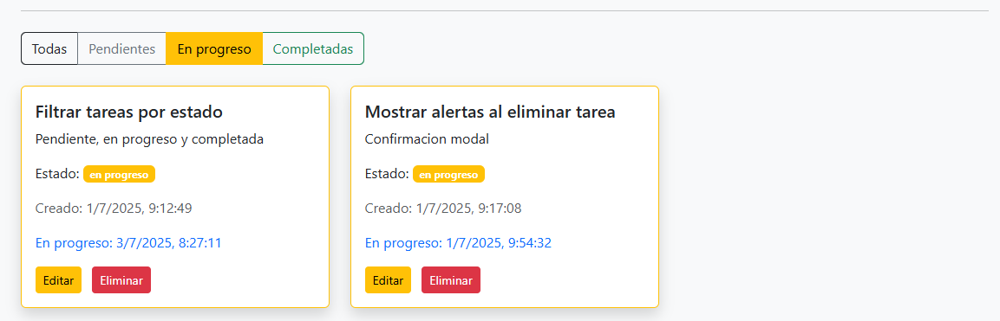 Todas Pendientes En progreso Completadas
Filtrar tareas por estado
Pendiente, en progreso y completada
Estado: en progreso
Creado: 1/7/2025, 9:12:49
En progreso: 3/7/2025, 8:27:11
Editar Eliminar
Mostrar alertas al eliminar tarea
Confirmacion modal
Estado: en progreso
Creado: 1/7/2025, 9:17:08
En progreso: 1/7/2025, 9:54:32
Editar Eliminar